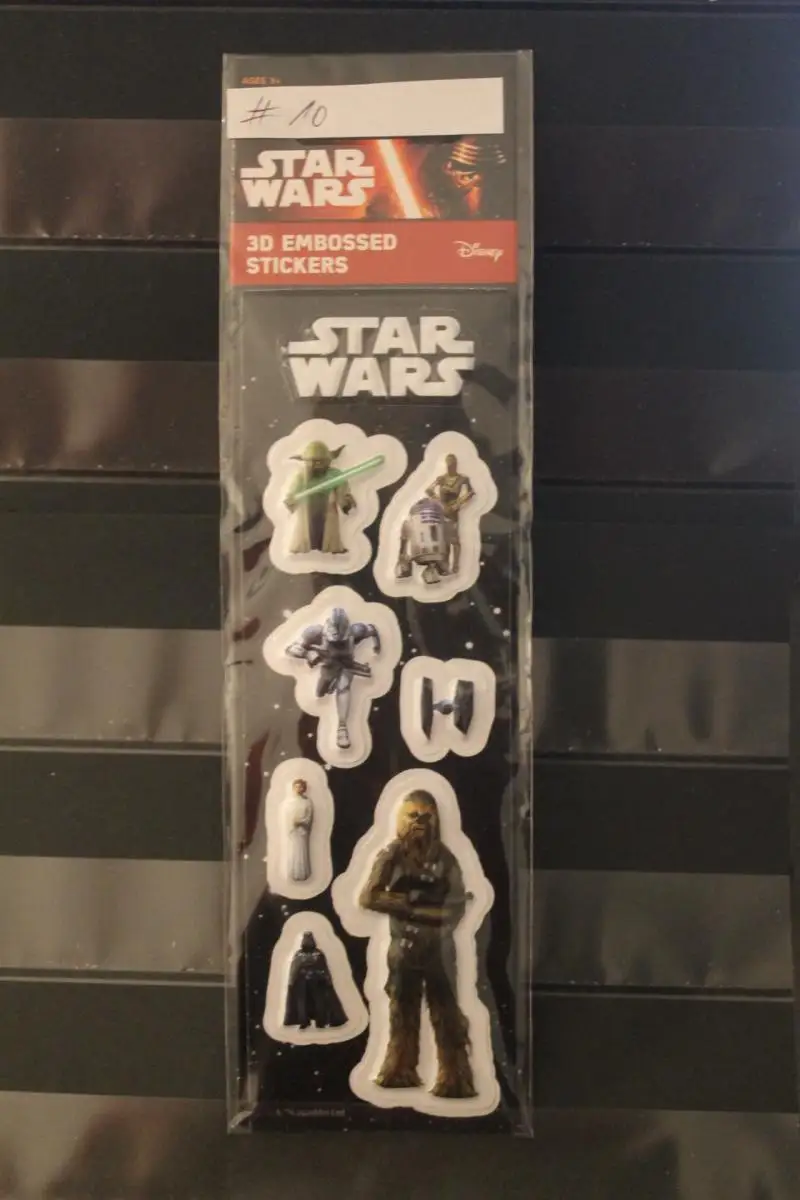 AGES 3+
# 10
STAR
WARS
3D EMBOSSED
STICKERS
Disney
STAR
WARS